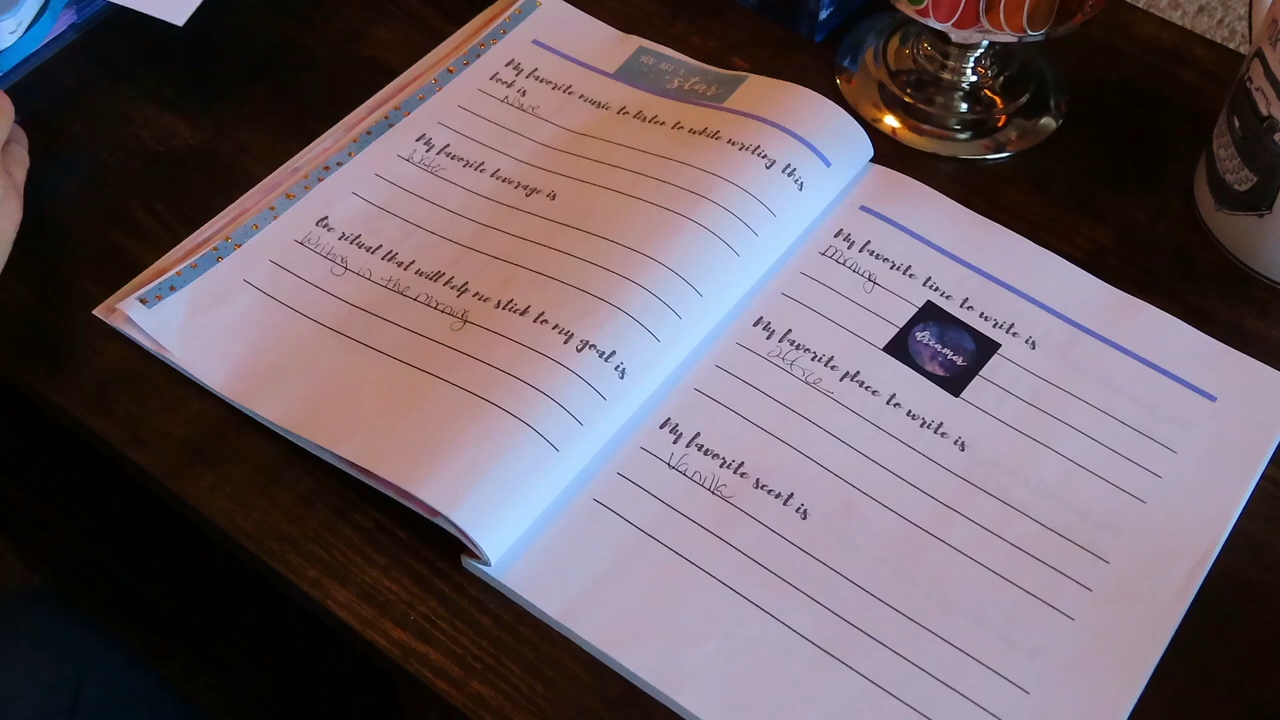 YOU ARE A
star
My favorite music to listen to while writing this
book is
None
My favorite beverage is
Water
One ritual that will help me stick to my goal is
Writing in the morning
My favorite time to write is
morning
dreamer
My favorite place to write is
office
My favorite scent is
Vanilla